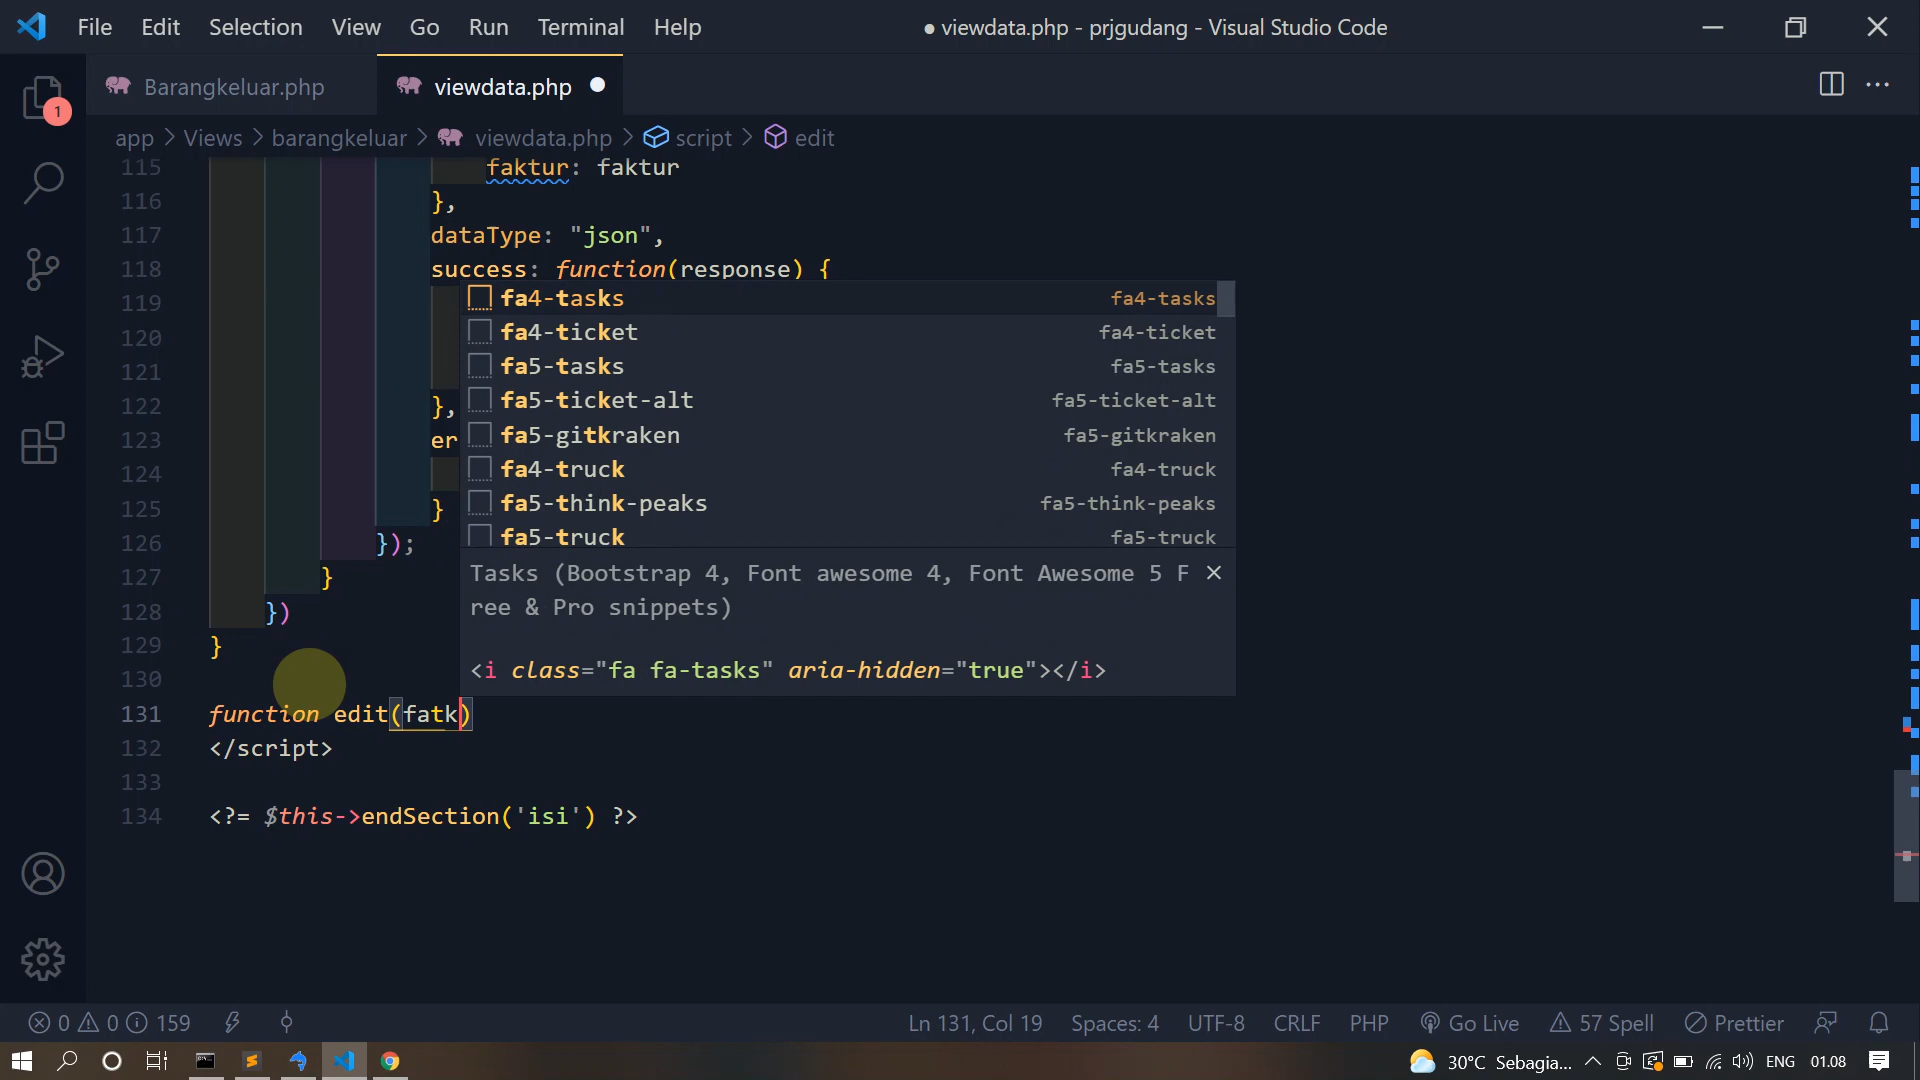 File Edit Selection View Go Run Terminal Help
● viewdata.php - prjgudang - Visual Studio Code
Barangkeluar.php
viewdata.php
1
app > Views > barangkeluar > viewdata.php > script > edit
115 faktur: faktur
116 },
117 dataType: "json",
118 success: function(response) {
119
120
121
122 },
123 er
124
125 }
126 });
127 }
128 })
129 }
130
131 function edit(fatk)
132 </script>
133
134 <?= $this->endSection('isi') ?>
fa4-tasks fa4-tasks
fa4-ticket fa4-ticket
fa5-tasks fa5-tasks
fa5-ticket-alt fa5-ticket-alt
fa5-gitkraken fa5-gitkraken
fa4-truck fa4-truck
fa5-think-peaks fa5-think-peaks
fa5-truck fa5-truck
Tasks (Bootstrap 4, Font awesome 4, Font Awesome 5 F
ree & Pro snippets)
<i class="fa fa-tasks" aria-hidden="true"></i>
0 0 159 Ln 131, Col 19 Spaces: 4 UTF-8 CRLF PHP Go Live 57 Spell Prettier
30°C Sebagia... ENG 01.08